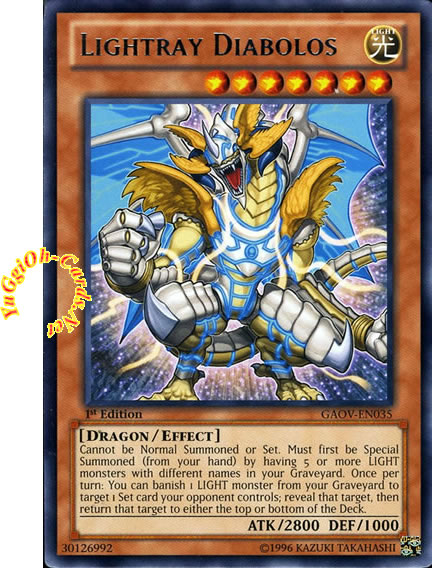 LIGHTRAY DIABOLOS
LIGHT
光
YuGgiOh-Cards.Net
1st Edition
GAOV-EN035
[DRAGON/EFFECT]
Cannot be Normal Summoned or Set. Must first be Special
Summoned (from your hand) by having 5 or more LIGHT
monsters with different names in your Graveyard. Once per
turn: You can banish 1 LIGHT monster from your Graveyard to
target 1 Set card your opponent controls; reveal that target, then
return that target to either the top or bottom of the Deck.
ATK/2800 DEF/1000
30126992
©1996 KAZUKI TAKAHASHI